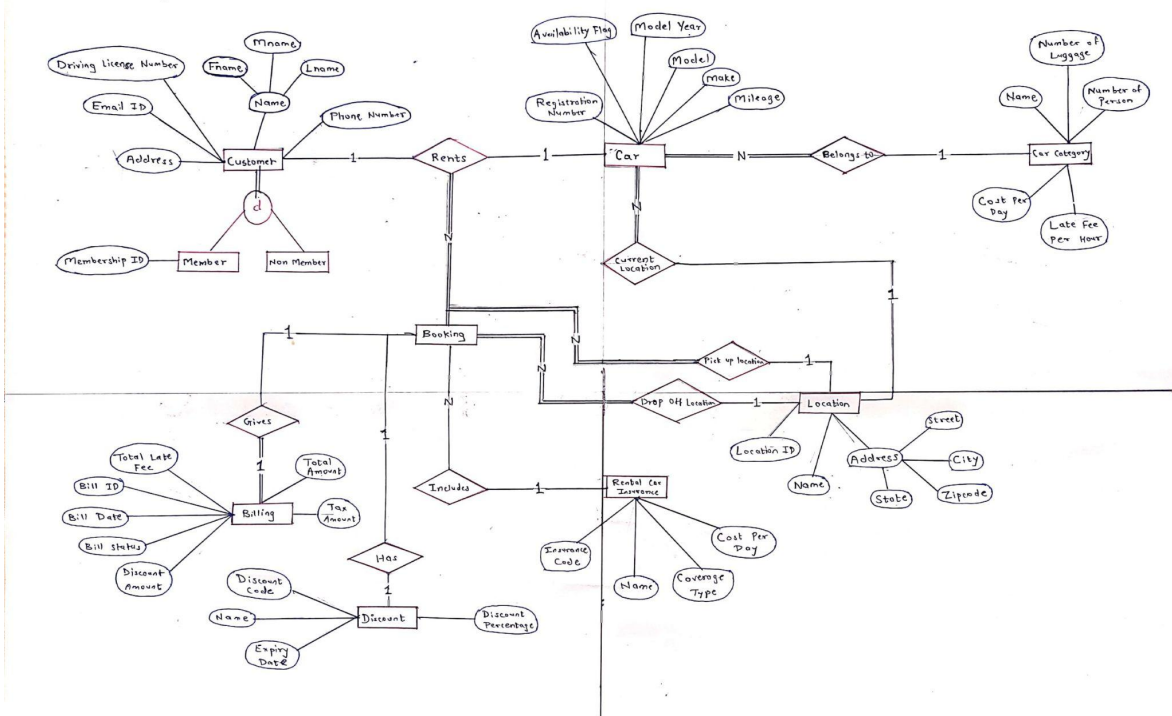 Mname
Fname
Lname
Name
Driving License Number
Email ID
Phone Number
Address
Customer
1
Rents
1
d
Membership ID
Member
Non Member
Availability Flag
Model Year
Model
Make
Mileage
Registration
Number
Car
N
Belongs to
1
Number of
Luggage
Name
Number of
Person
Car Category
Cost Per
Day
Late Fee
Per Hour
N
Current
Location
1
N
Booking
1
N
Pick up location
1
N
Drop Off Location
1
Location
Location ID
Name
Address
Street
City
Zipcode
State
Gives
1
Total Late
Fee
Bill ID
Bill Date
Bill Status
Discount
Amount
Total
Amount
Tax
Amount
Billing
1
Has
1
Discount
Code
Name
Expiry
Date
Discount
Discount
Percentage
N
Includes
1
Rental Car
Insurance
Insurance
Code
Name
Coverage
Type
Cost Per
Day